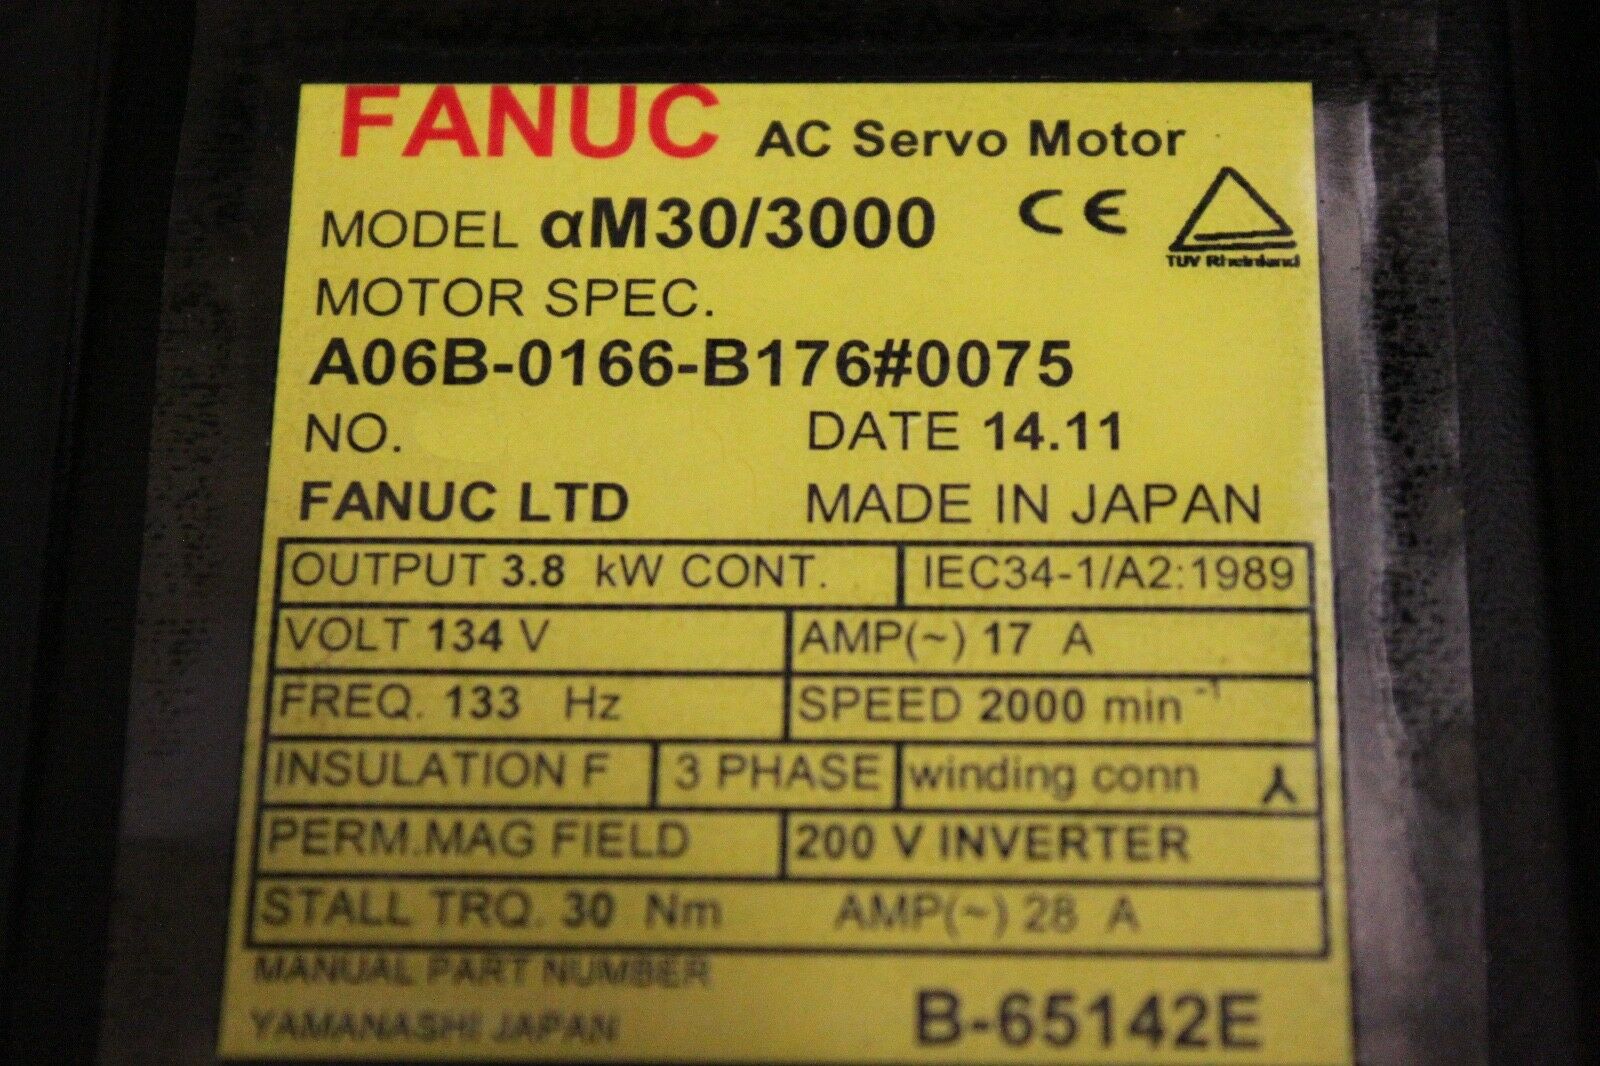 FANUC AC Servo Motor
MODEL αM30/3000 CE
TUV Rheinland
MOTOR SPEC.
A06B-0166-B176#0075
NO. DATE 14.11
FANUC LTD MADE IN JAPAN
OUTPUT 3.8 kW CONT. IEC34-1/A2:1989
VOLT 134 V AMP(~) 17 A
FREQ. 133 Hz SPEED 2000 min⁻¹
INSULATION F 3 PHASE winding conn
PERM.MAG FIELD 200 V INVERTER
STALL TRQ. 30 Nm AMP(~) 28 A
MANUAL PART NUMBER
YAMANASHI JAPAN B-65142E